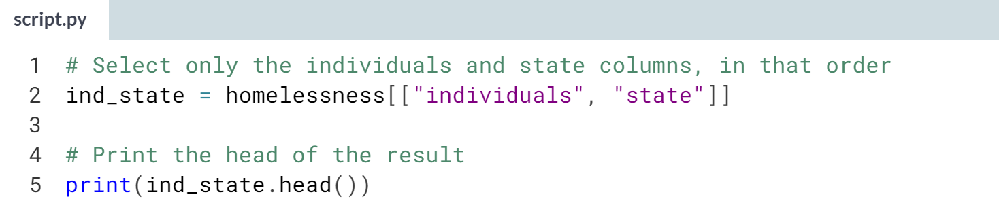 script.py
1 # Select only the individuals and state columns, in that order
2 ind_state = homelessness[["individuals", "state"]]
3
4 # Print the head of the result
5 print(ind_state.head())